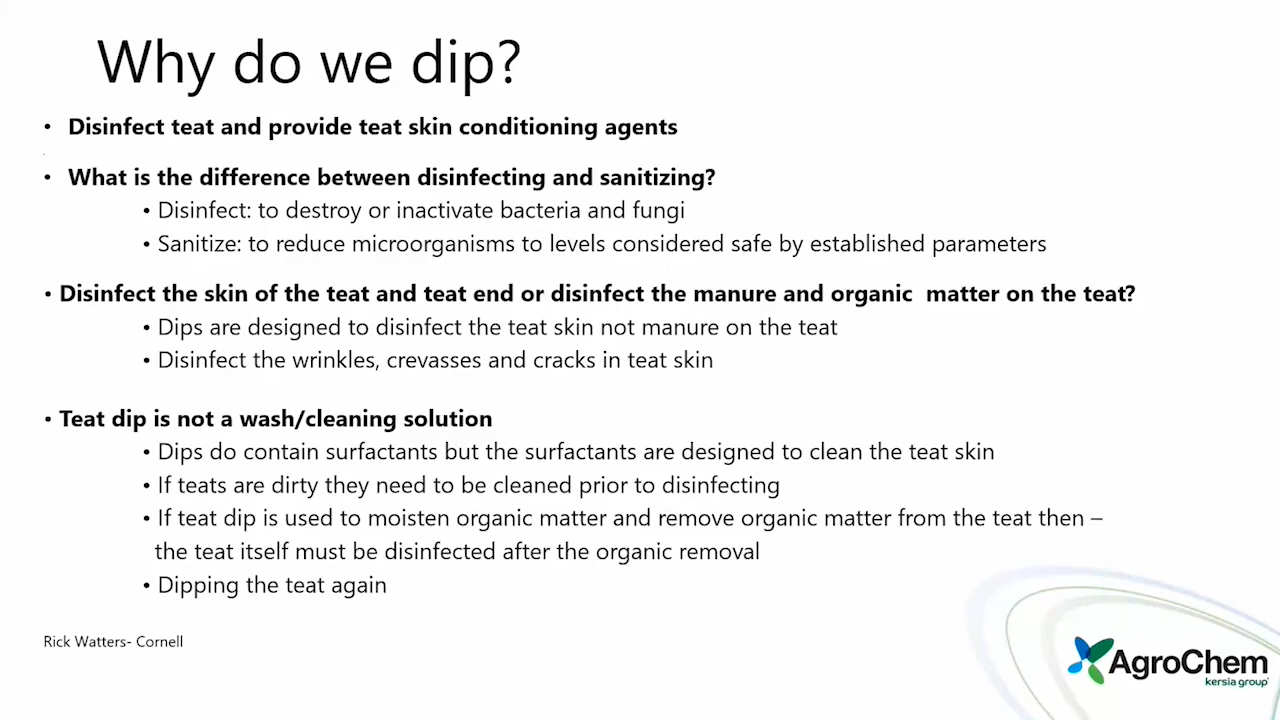 Why do we dip?
• Disinfect teat and provide teat skin conditioning agents
• What is the difference between disinfecting and sanitizing?
• Disinfect: to destroy or inactivate bacteria and fungi
• Sanitize: to reduce microorganisms to levels considered safe by established parameters
• Disinfect the skin of the teat and teat end or disinfect the manure and organic matter on the teat?
• Dips are designed to disinfect the teat skin not manure on the teat
• Disinfect the wrinkles, crevasses and cracks in teat skin
• Teat dip is not a wash/cleaning solution
• Dips do contain surfactants but the surfactants are designed to clean the teat skin
• If teats are dirty they need to be cleaned prior to disinfecting
• If teat dip is used to moisten organic matter and remove organic matter from the teat then –
the teat itself must be disinfected after the organic removal
• Dipping the teat again
Rick Watters- Cornell
AgroChem
kersia group